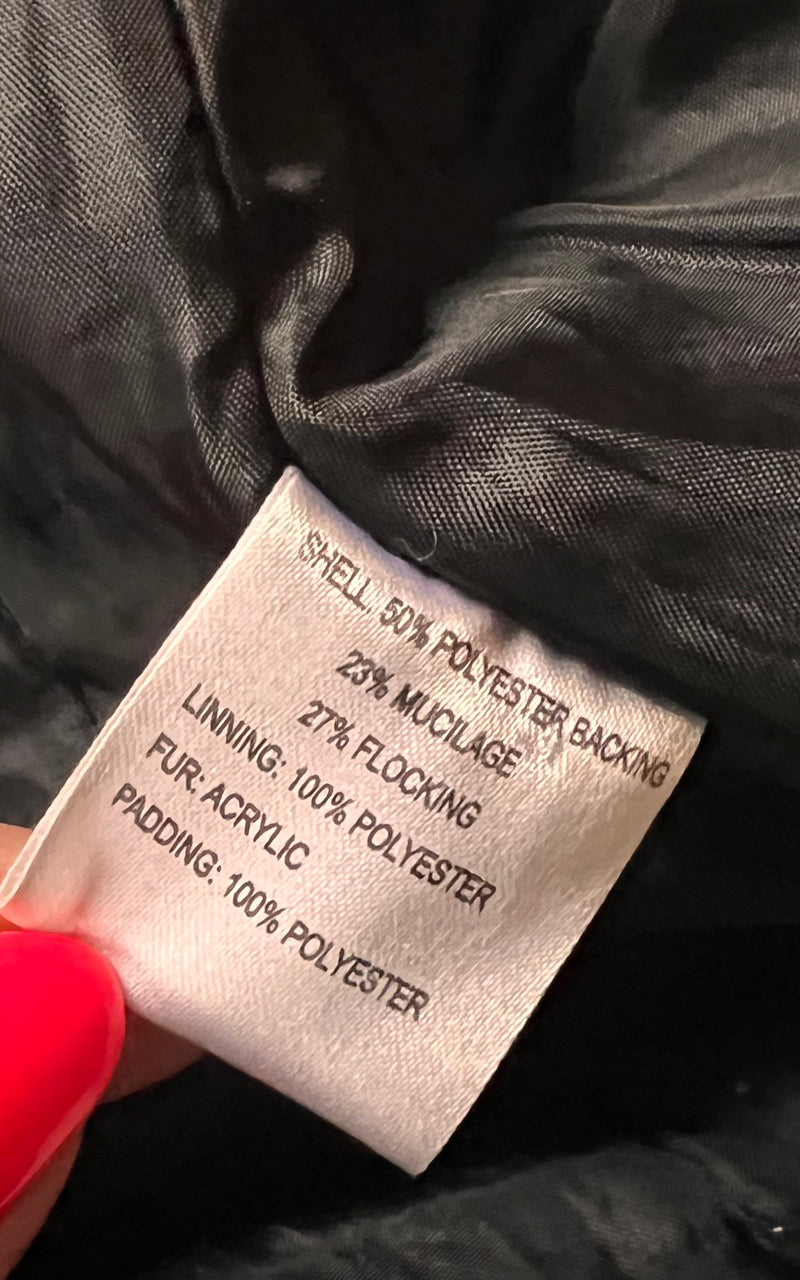 SHELL, 50% POLYESTER BACKING
23% MUCILAGE
27% FLOCKING
LINNING: 100% POLYESTER
FUR: ACRYLIC
PADDING: 100% POLYESTER